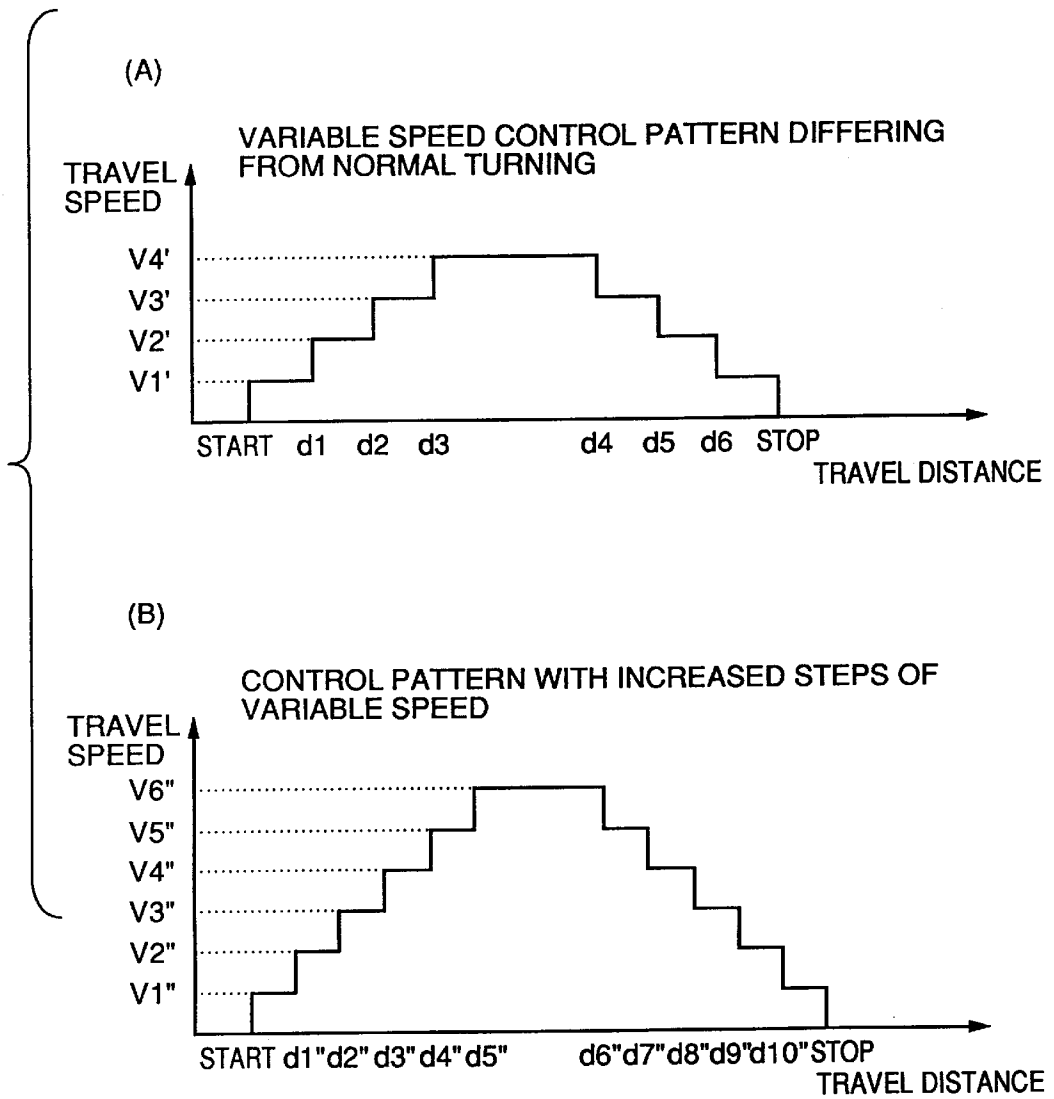 (A)
VARIABLE SPEED CONTROL PATTERN DIFFERING
FROM NORMAL TURNING
TRAVEL
SPEED
V4'
V3'
V2'
V1'
START d1 d2 d3 d4 d5 d6 STOP
TRAVEL DISTANCE
(B)
CONTROL PATTERN WITH INCREASED STEPS OF
VARIABLE SPEED
TRAVEL
SPEED
V6"
V5"
V4"
V3"
V2"
V1"
START d1" d2" d3" d4" d5" d6" d7" d8" d9" d10" STOP
TRAVEL DISTANCE